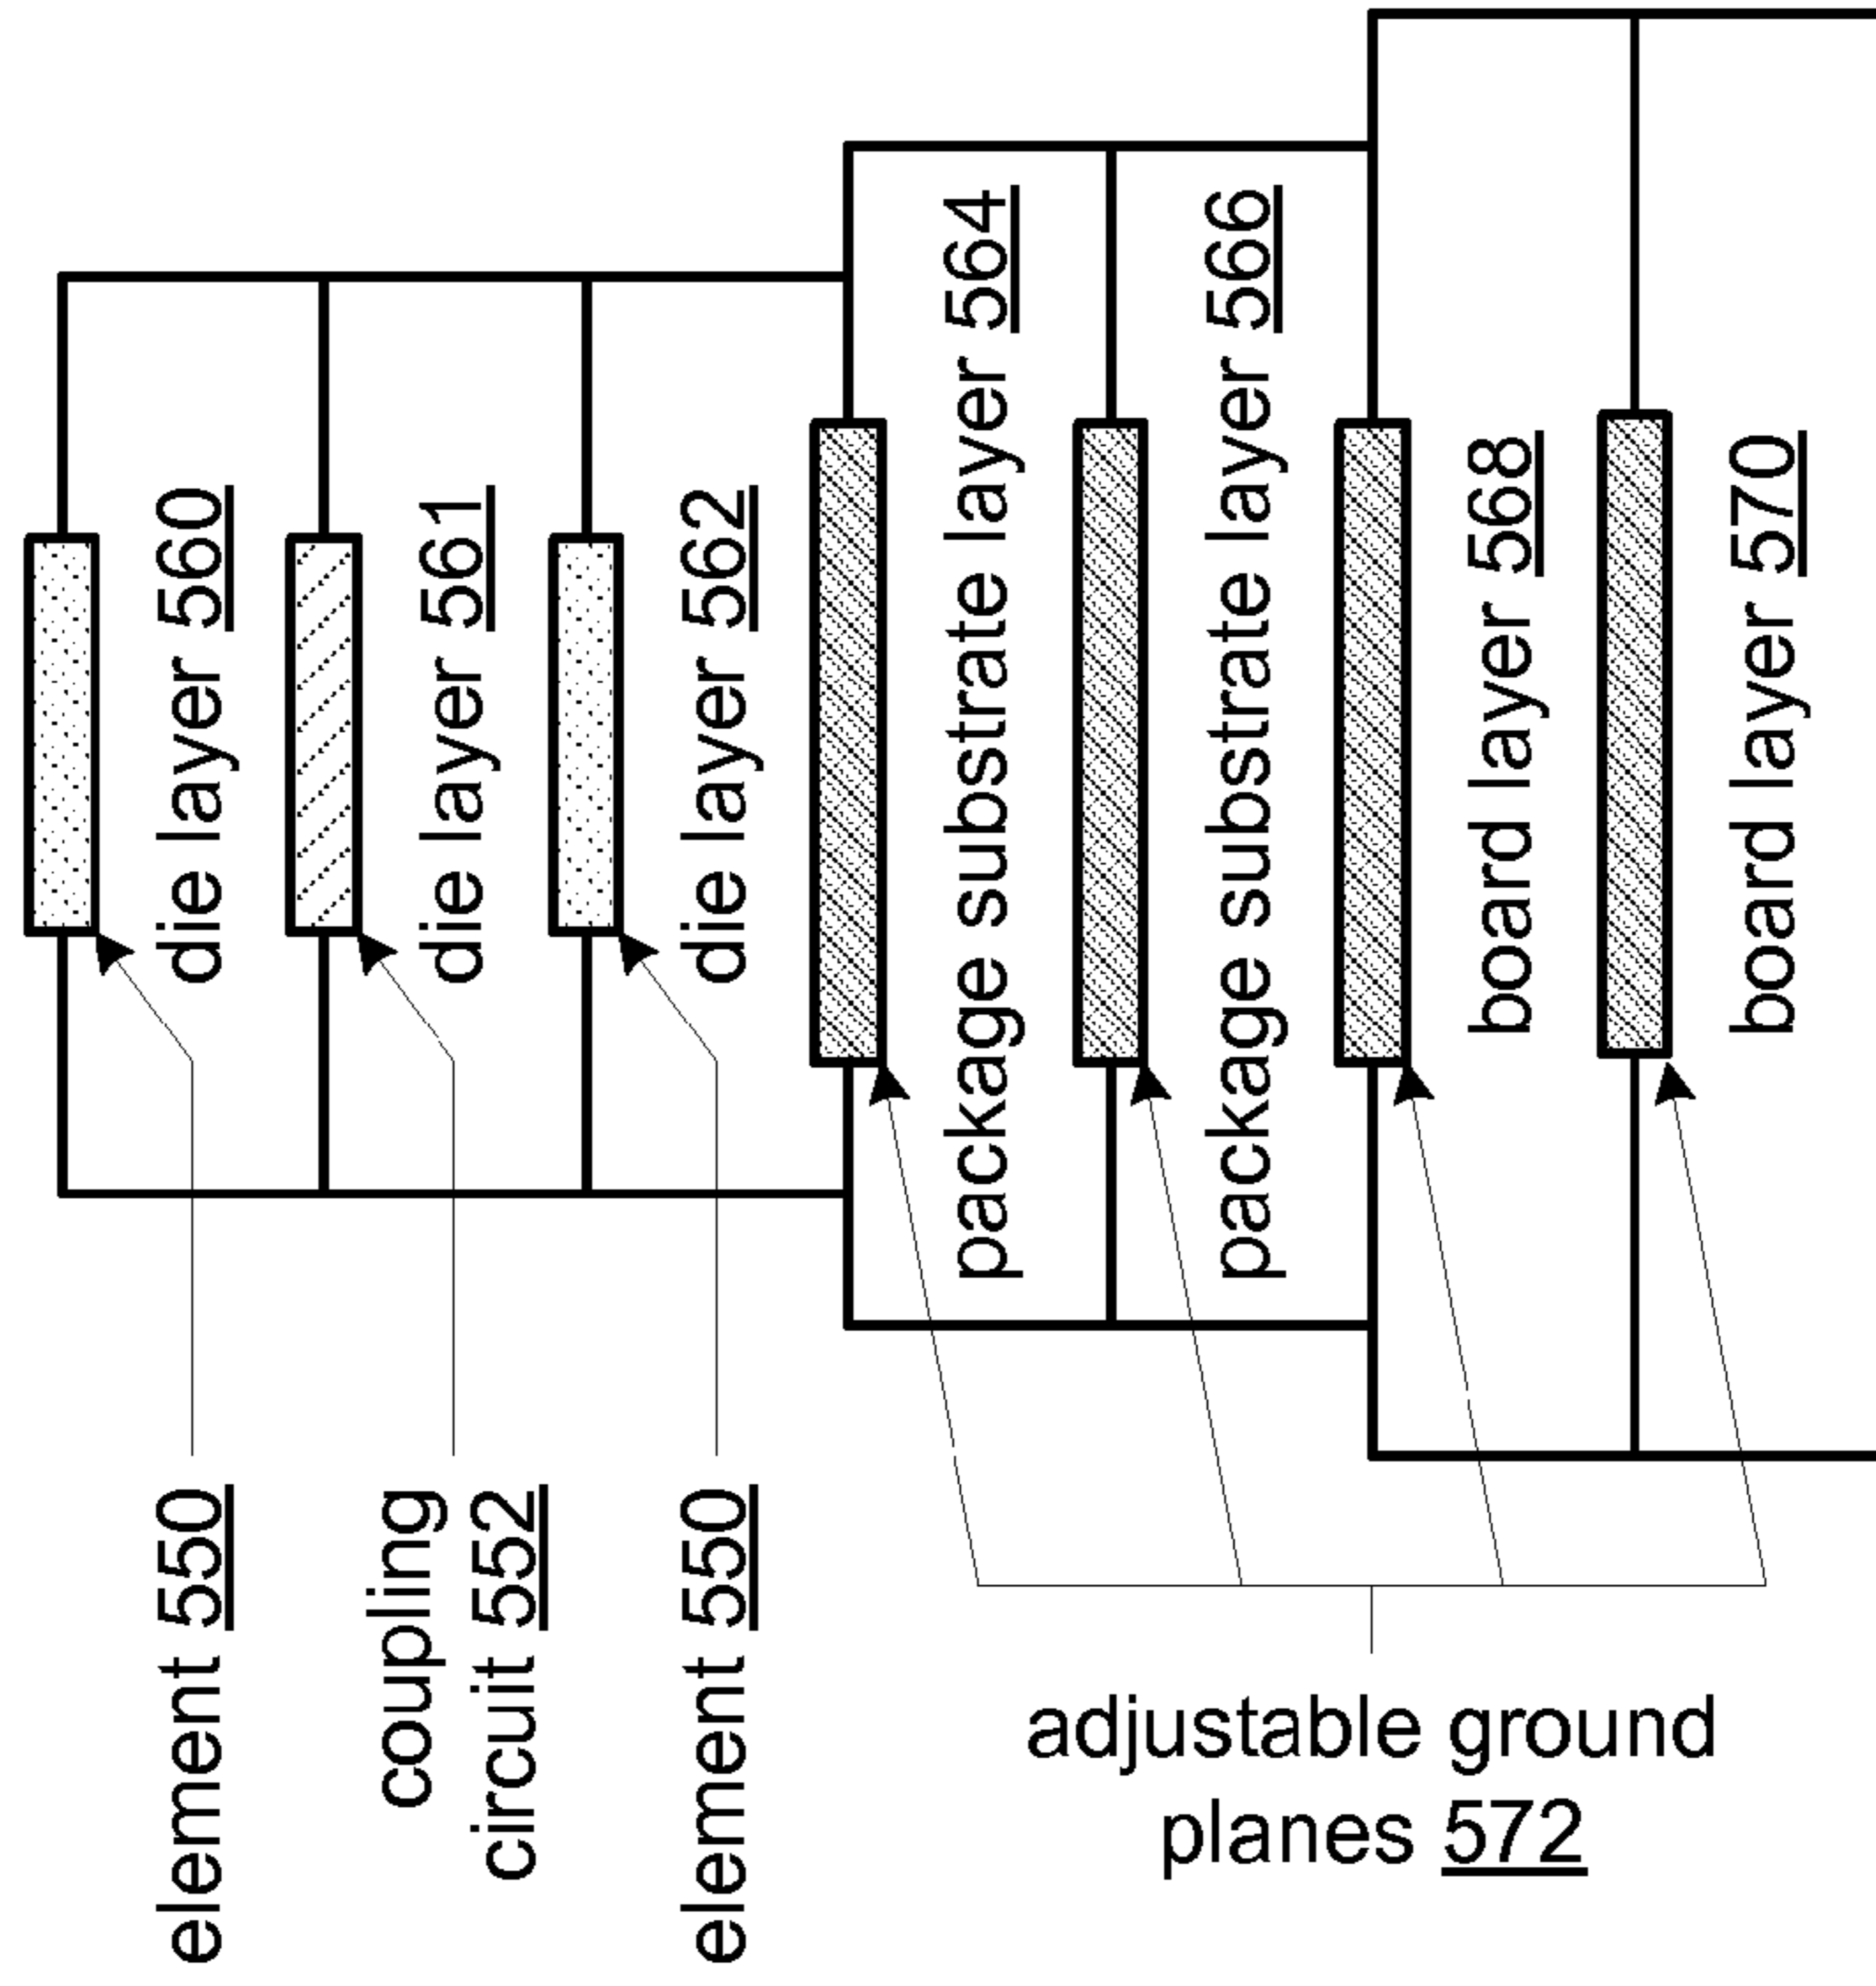 element 550
coupling
circuit 552
element 550
die layer 560
die layer 561
die layer 562
package substrate layer 564
package substrate layer 566
board layer 568
board layer 570
adjustable ground
planes 572